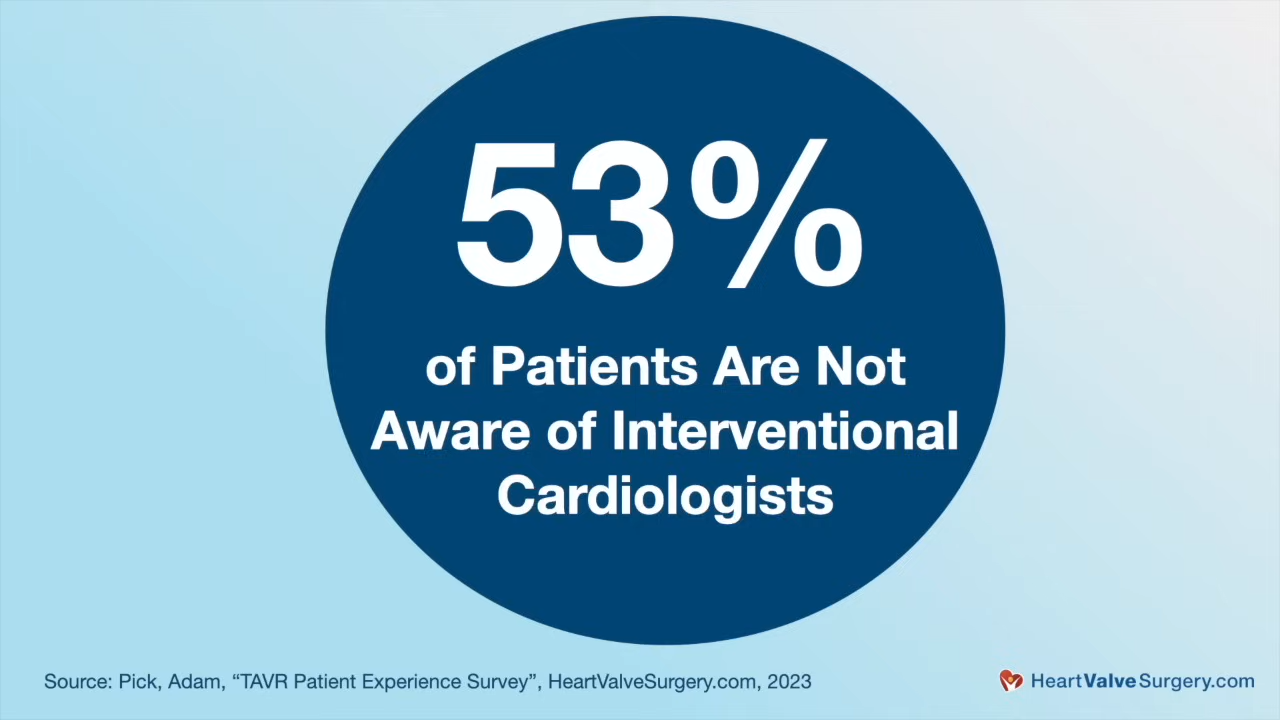 53%
of Patients Are Not
Aware of Interventional
Cardiologists
Source: Pick, Adam, “TAVR Patient Experience Survey”, HeartValveSurgery.com, 2023
HeartValveSurgery.com